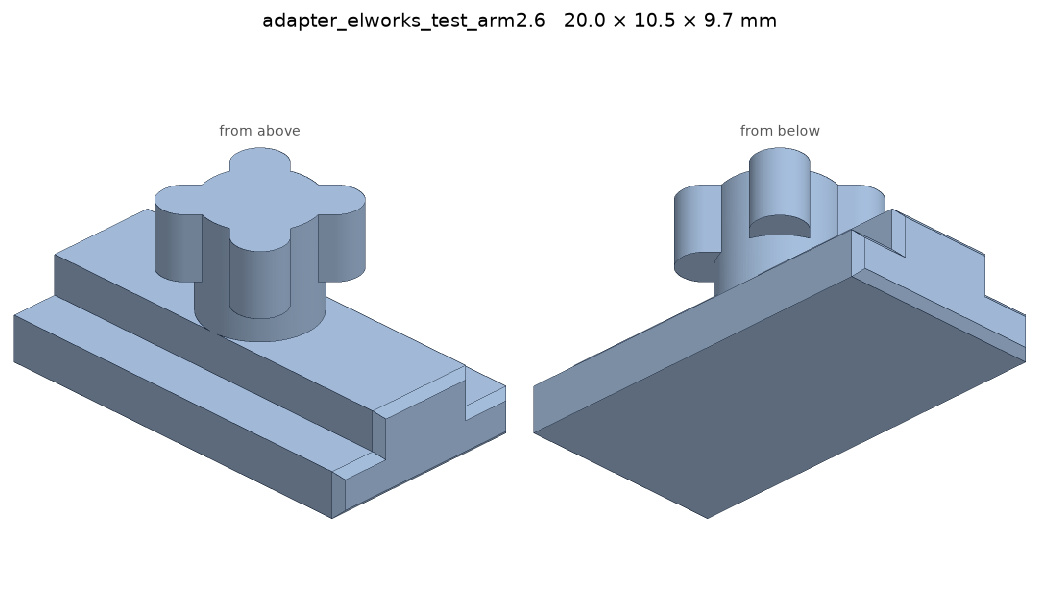 adapter_elworks_test_arm2.6   20.0 × 10.5 × 9.7 mm
from above
from below